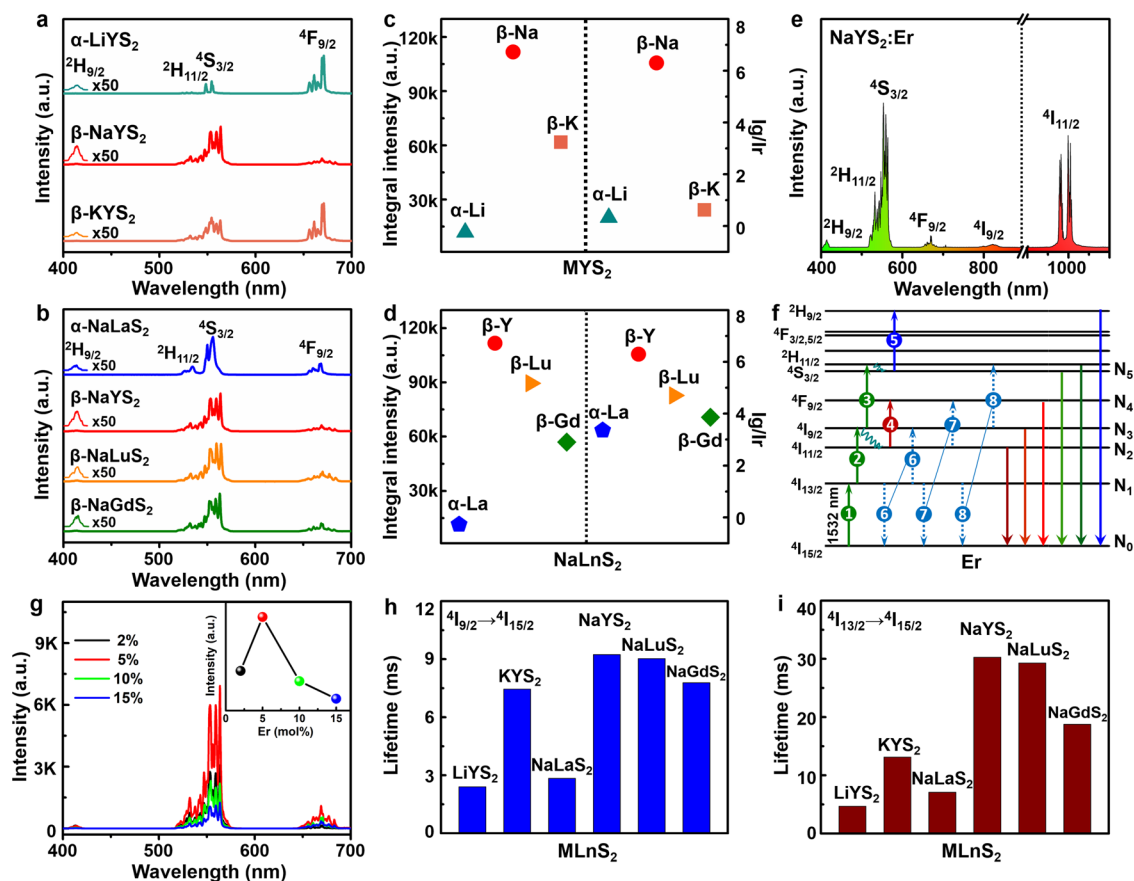 a
α-LiYS₂
²H₉/₂
x50
²H₁₁/₂
⁴S₃/₂
⁴F₉/₂
β-NaYS₂
x50
β-KYS₂
x50
Intensity (a.u.)
400 500 600 700
Wavelength (nm)
c
120k
90k
60k
30k
Integral intensity (a.u.)
β-Na
β-K
α-Li
β-Na
α-Li
β-K
8
6
4
2
0
Ig/Ir
MYS₂
e
NaYS₂:Er
⁴S₃/₂
²H₁₁/₂
²H₉/₂
⁴F₉/₂
⁴I₉/₂
⁴I₁₁/₂
Intensity (a.u.)
400 600 800 1000
Wavelength (nm)
b
α-NaLaS₂
²H₉/₂
x50
²H₁₁/₂
⁴S₃/₂
⁴F₉/₂
β-NaYS₂
x50
β-NaLuS₂
x50
β-NaGdS₂
x50
Intensity (a.u.)
400 500 600 700
Wavelength (nm)
d
120k
90k
60k
30k
Integral intensity (a.u.)
β-Y
β-Lu
β-Gd
α-La
β-Y
β-Lu
α-La
β-Gd
8
6
4
2
0
Ig/Ir
NaLnS₂
f
²H₉/₂
⁴F₃/₂,₅/₂
²H₁₁/₂
⁴S₃/₂
⁴F₉/₂
⁴I₉/₂
⁴I₁₁/₂
⁴I₁₃/₂
⁴I₁₅/₂
N₅
N₄
N₃
N₂
N₁
N₀
5
3
8
4
7
2
6
1
6
7
8
1532 nm
Er
g
2%
5%
10%
15%
9K
6K
3K
0
Intensity (a.u.)
Intensity (a.u.)
0 5 10 15
Er (mol%)
400 500 600 700
Wavelength (nm)
h
⁴I₉/₂→⁴I₁₅/₂
12
9
6
3
0
Lifetime (ms)
LiYS₂
KYS₂
NaLaS₂
NaYS₂
NaLuS₂
NaGdS₂
MLnS₂
i
⁴I₁₃/₂→⁴I₁₅/₂
40
30
20
10
0
Lifetime (ms)
LiYS₂
KYS₂
NaLaS₂
NaYS₂
NaLuS₂
NaGdS₂
MLnS₂